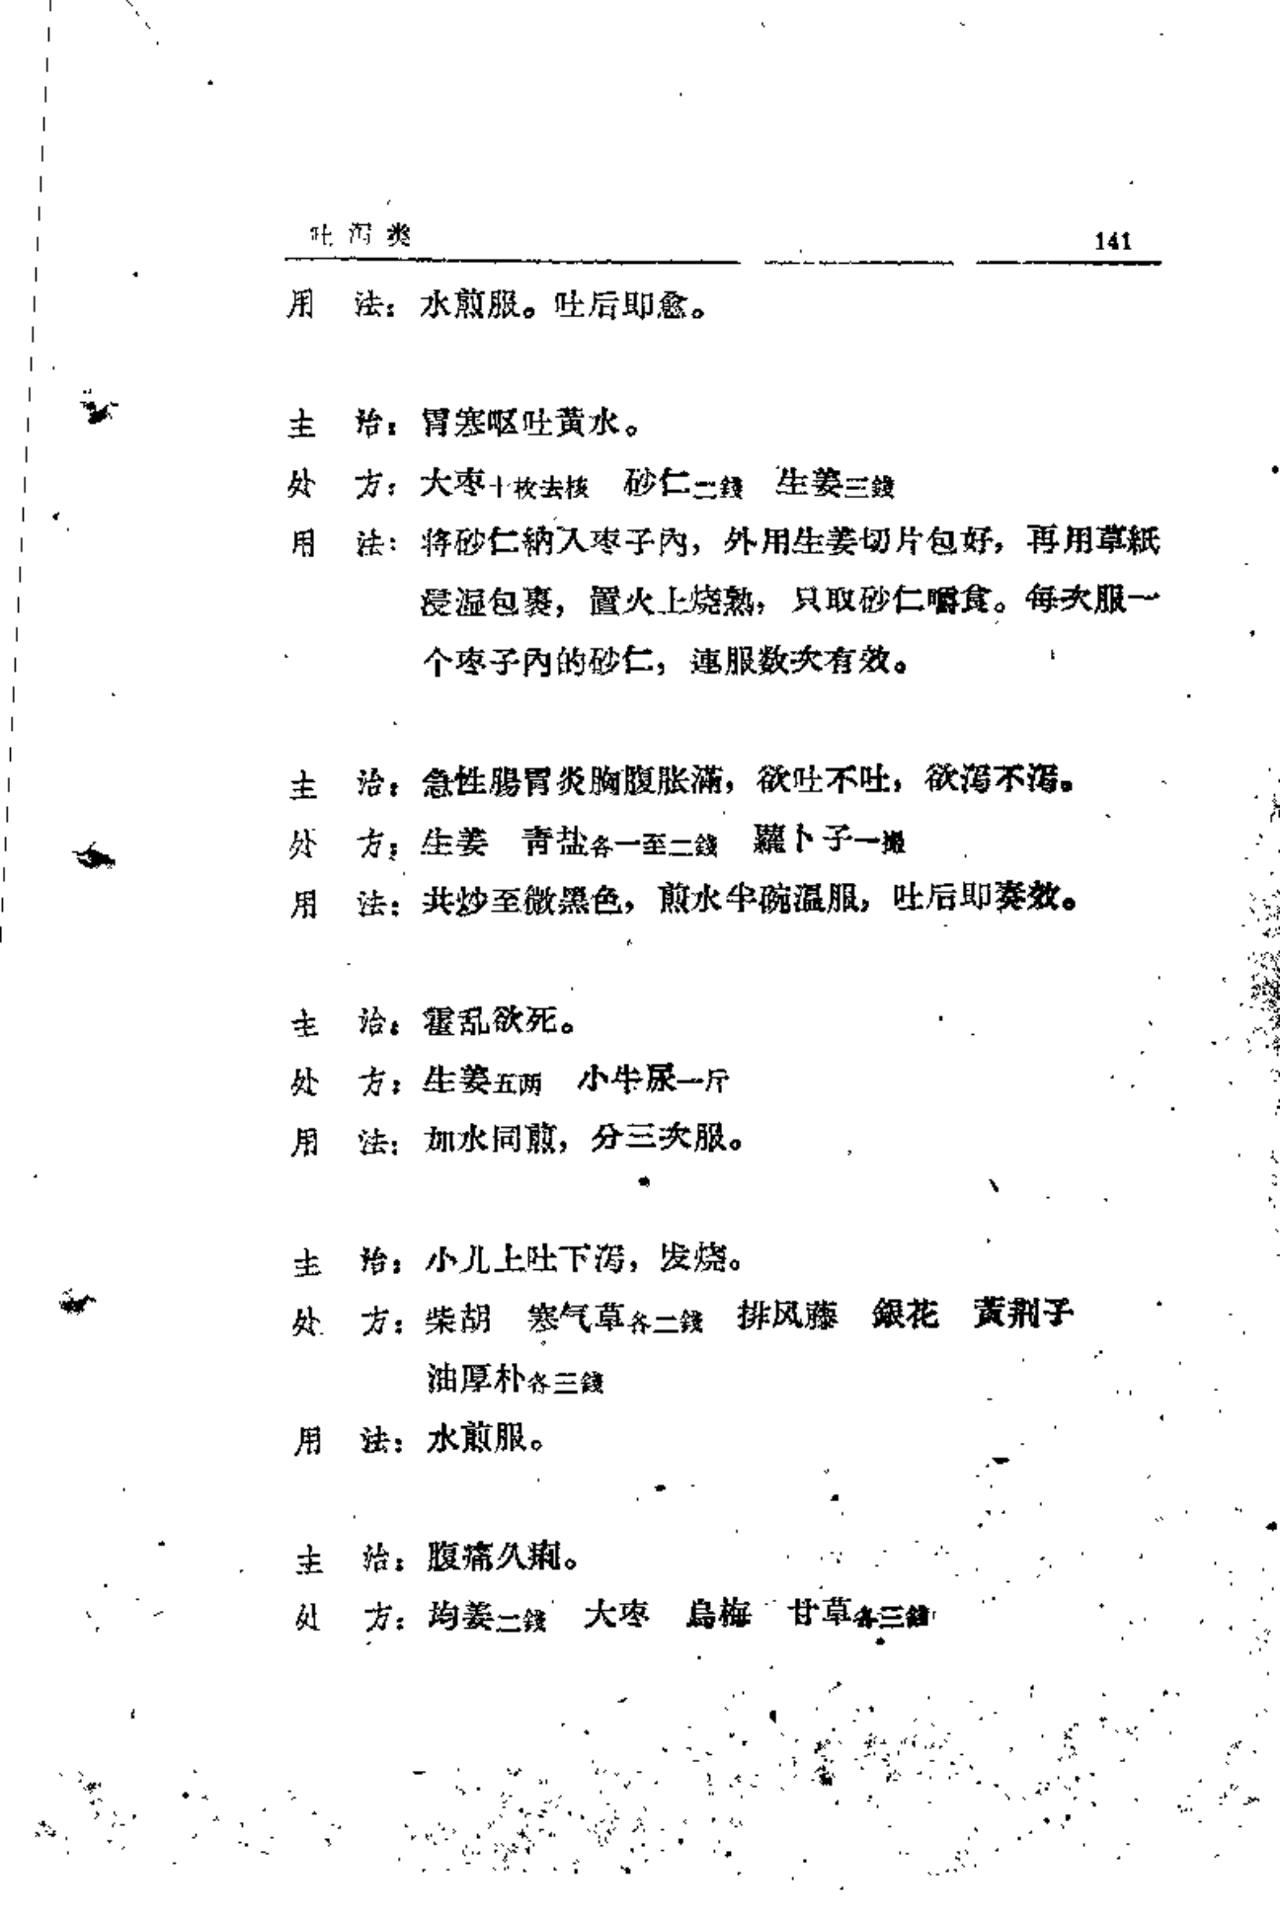 吐泻类 141
用 法：水煎服。吐后即愈。
主 治：胃寒呕吐黄水。
处 方：大枣十枚去核 砂仁二錢 生姜三錢
用 法：将砂仁納入枣子內，外用生姜切片包好，再用草紙
浸湿包裹，置火上烧熟，只取砂仁嚼食。每次服一
个枣子內的砂仁，連服数次有效。
主 治：急性腸胃炎胸腹胀滿，欲吐不吐，欲泻不泻。
处 方：生姜 青盐各一至二錢 蘿卜子一撮
用 法：共炒至微黑色，煎水半碗温服，吐后即奏效。
主 治：霍乱欲死。
处 方：生姜五两 小牛尿一斤
用 法：加水同煎，分三次服。
主 治：小儿上吐下泻，发烧。
处 方：柴胡 寒气草各二錢 排风藤 銀花 黃荆子
油厚朴各三錢
用 法：水煎服。
主 治：腹痛久痢。
处 方：均姜二錢 大枣 烏梅 甘草各三錢